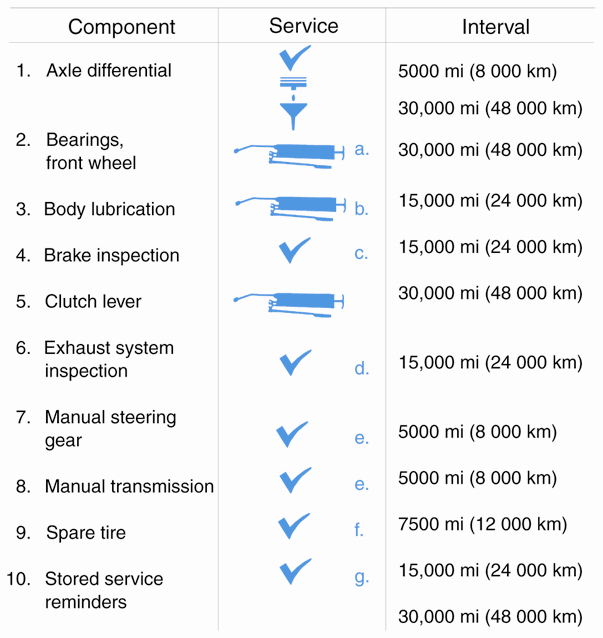 Component Service Interval
1. Axle differential 5000 mi (8 000 km)
30,000 mi (48 000 km)
2. Bearings,
front wheel a. 30,000 mi (48 000 km)
3. Body lubrication b. 15,000 mi (24 000 km)
4. Brake inspection c. 15,000 mi (24 000 km)
5. Clutch lever 30,000 mi (48 000 km)
6. Exhaust system
inspection d. 15,000 mi (24 000 km)
7. Manual steering
gear e. 5000 mi (8 000 km)
8. Manual transmission e. 5000 mi (8 000 km)
9. Spare tire f. 7500 mi (12 000 km)
10. Stored service g. 15,000 mi (24 000 km)
reminders
30,000 mi (48 000 km)